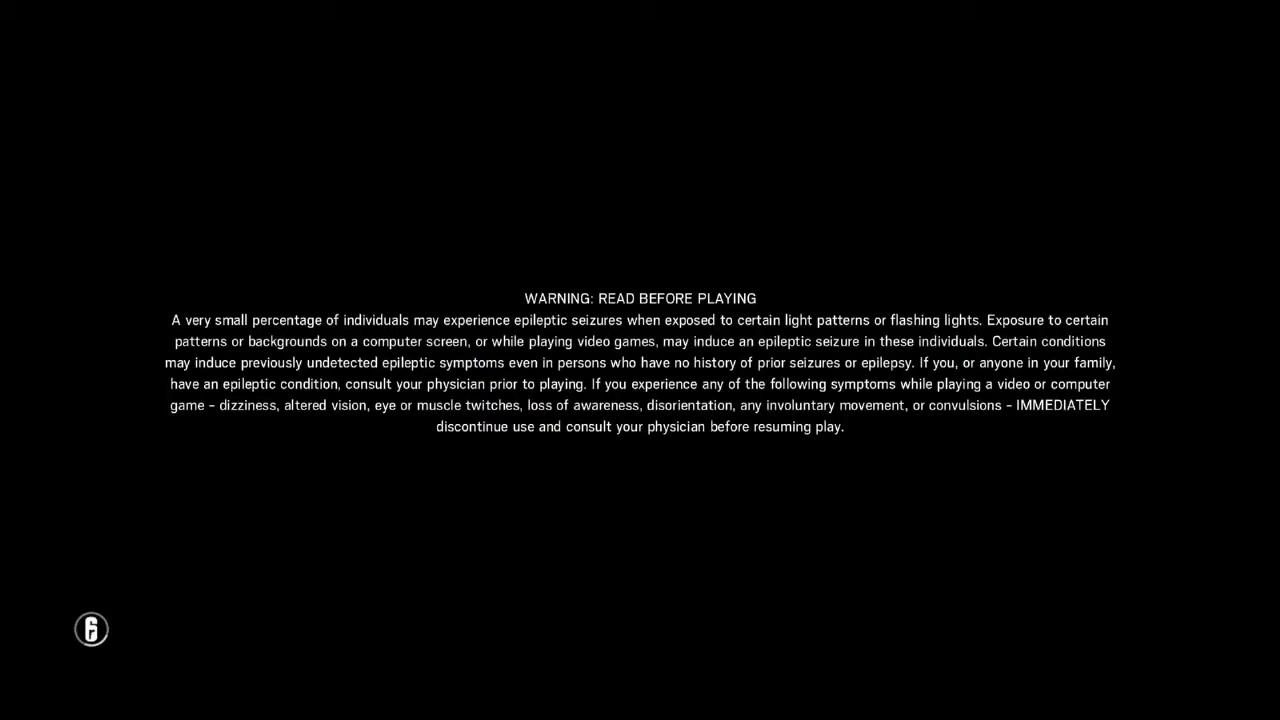 WARNING: READ BEFORE PLAYING
A very small percentage of individuals may experience epileptic seizures when exposed to certain light patterns or flashing lights. Exposure to certain
patterns or backgrounds on a computer screen, or while playing video games, may induce an epileptic seizure in these individuals. Certain conditions
may induce previously undetected epileptic symptoms even in persons who have no history of prior seizures or epilepsy. If you, or anyone in your family,
have an epileptic condition, consult your physician prior to playing. If you experience any of the following symptoms while playing a video or computer
game - dizziness, altered vision, eye or muscle twitches, loss of awareness, disorientation, any involuntary movement, or convulsions - IMMEDIATELY
discontinue use and consult your physician before resuming play.
6